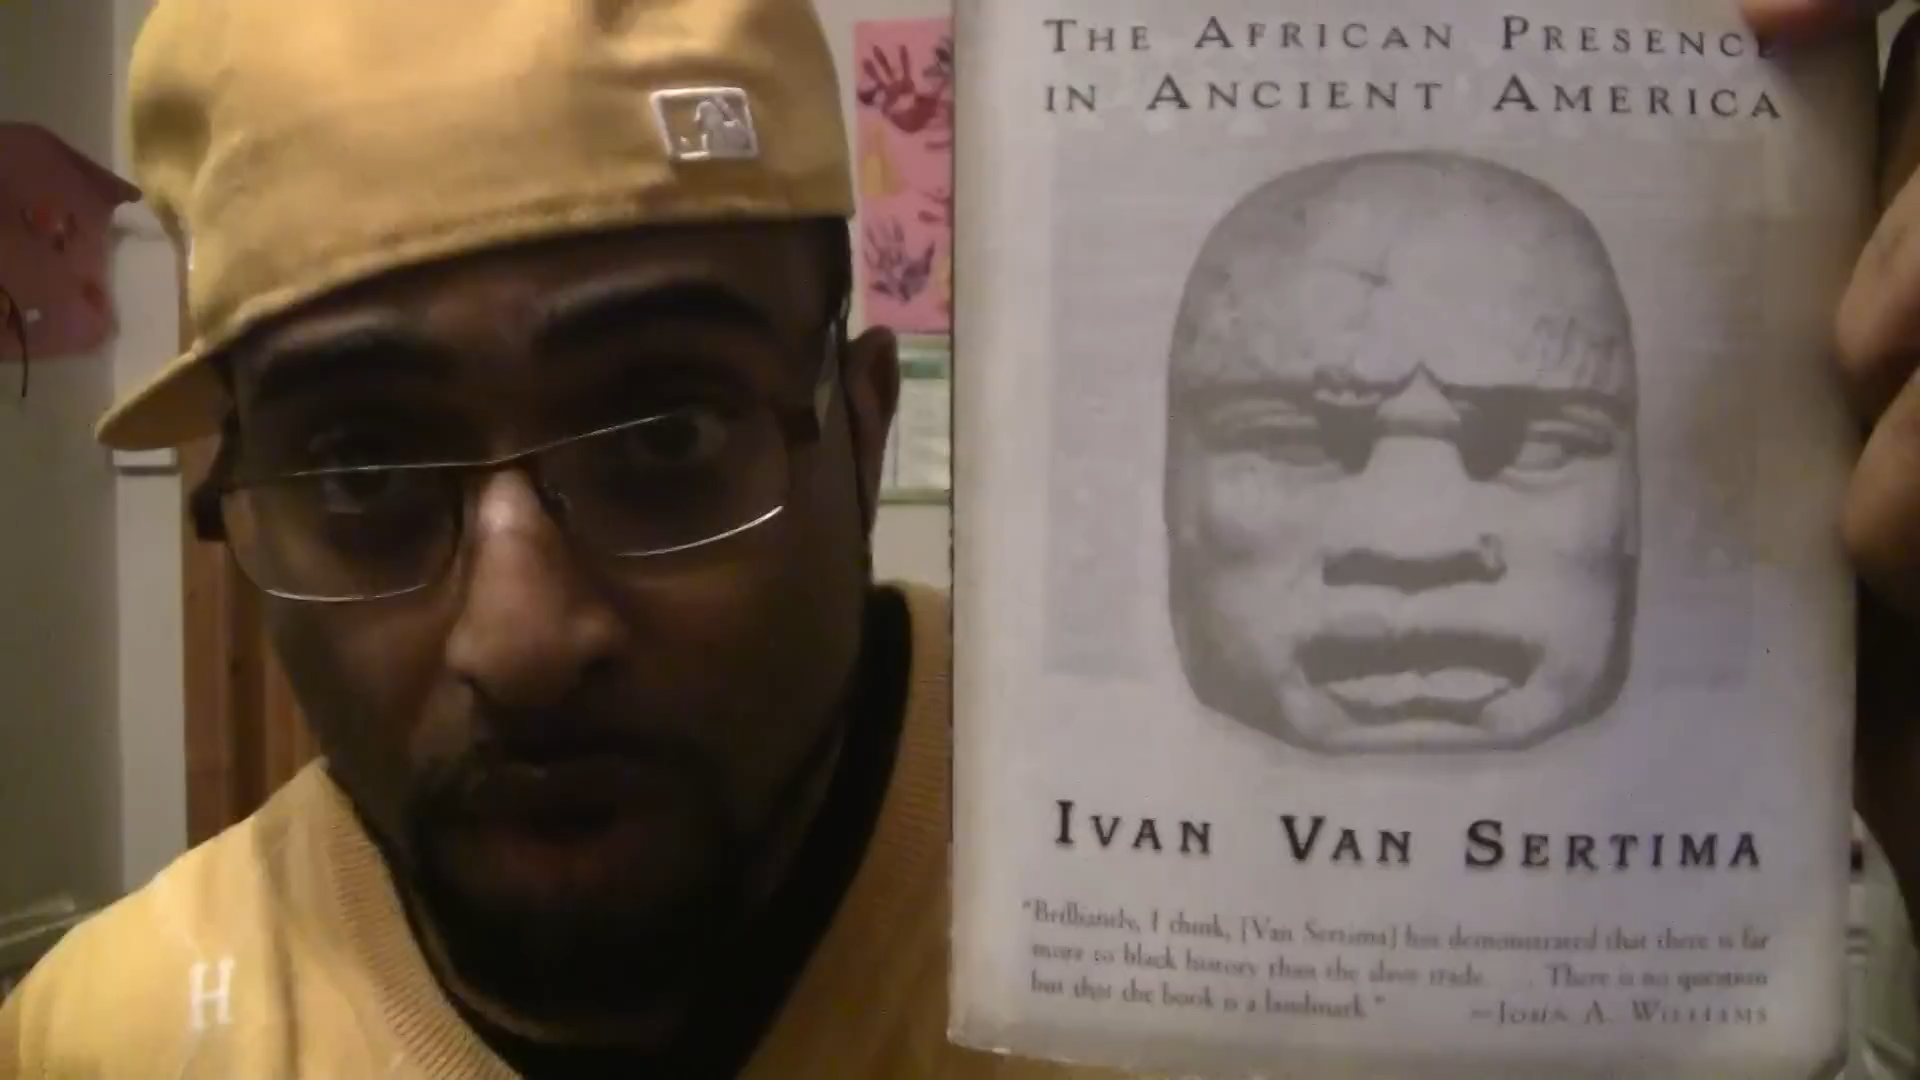 THE AFRICAN PRESENCE
IN ANCIENT AMERICA
IVAN VAN SERTIMA
"Brilliantly, I think, [Van Sertima] has demonstrated that there is far
more to black history than the slave trade. . . . There is no question
but that the book is a landmark."
—JOHN A. WILLIAMS
H